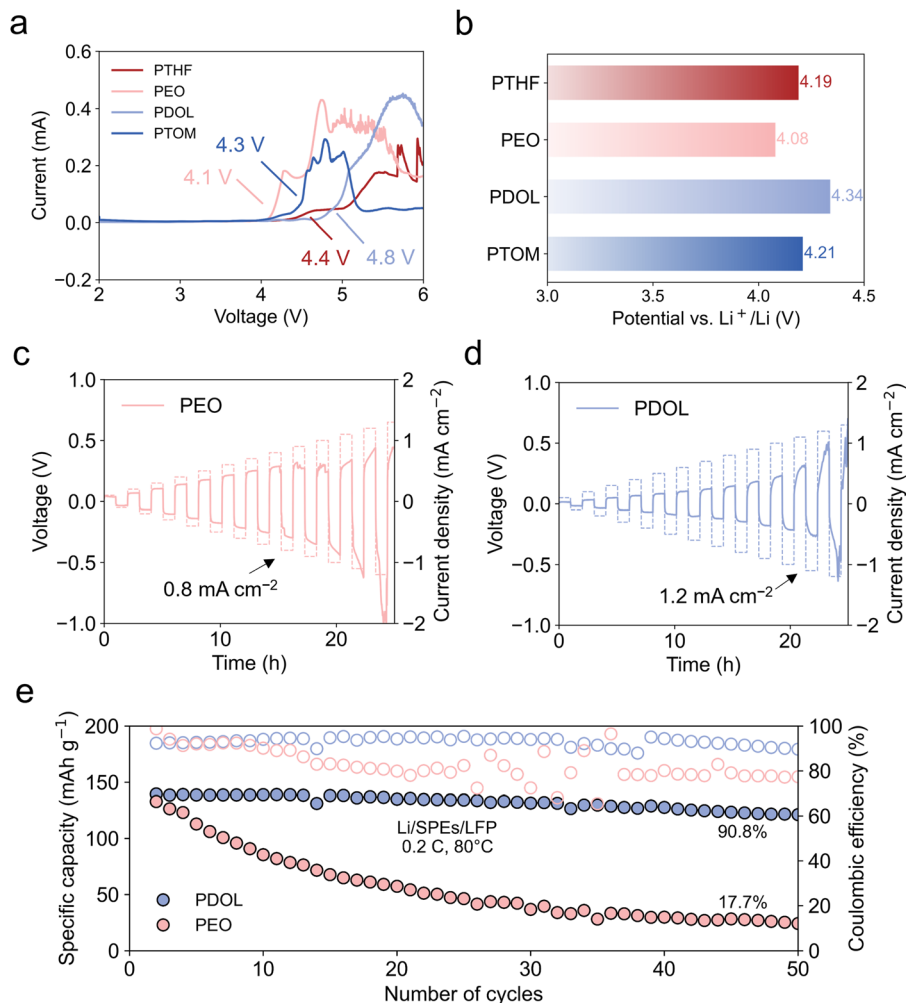 a
0.6
0.4
0.2
0.0
−0.2
Current (mA)
PTHF
PEO
PDOL
PTOM
4.3 V
4.1 V
4.4 V
4.8 V
2
3
4
5
6
Voltage (V)
b
PTHF
PEO
PDOL
PTOM
4.19
4.08
4.34
4.21
3.0
3.5
4.0
4.5
Potential vs. Li⁺/Li (V)
c
1.0
0.5
0.0
−0.5
−1.0
Voltage (V)
PEO
0.8 mA cm⁻²
2
1
0
−1
−2
Current density (mA cm⁻²)
0
10
20
Time (h)
d
1.0
0.5
0.0
−0.5
−1.0
Voltage (V)
PDOL
1.2 mA cm⁻²
2
1
0
−1
−2
Current density (mA cm⁻²)
0
10
20
Time (h)
e
200
150
100
50
0
Specific capacity (mAh g⁻¹)
Li/SPEs/LFP
0.2 C, 80°C
90.8%
17.7%
PDOL
PEO
100
80
60
40
20
0
Coulombic efficiency (%)
0
10
20
30
40
50
Number of cycles